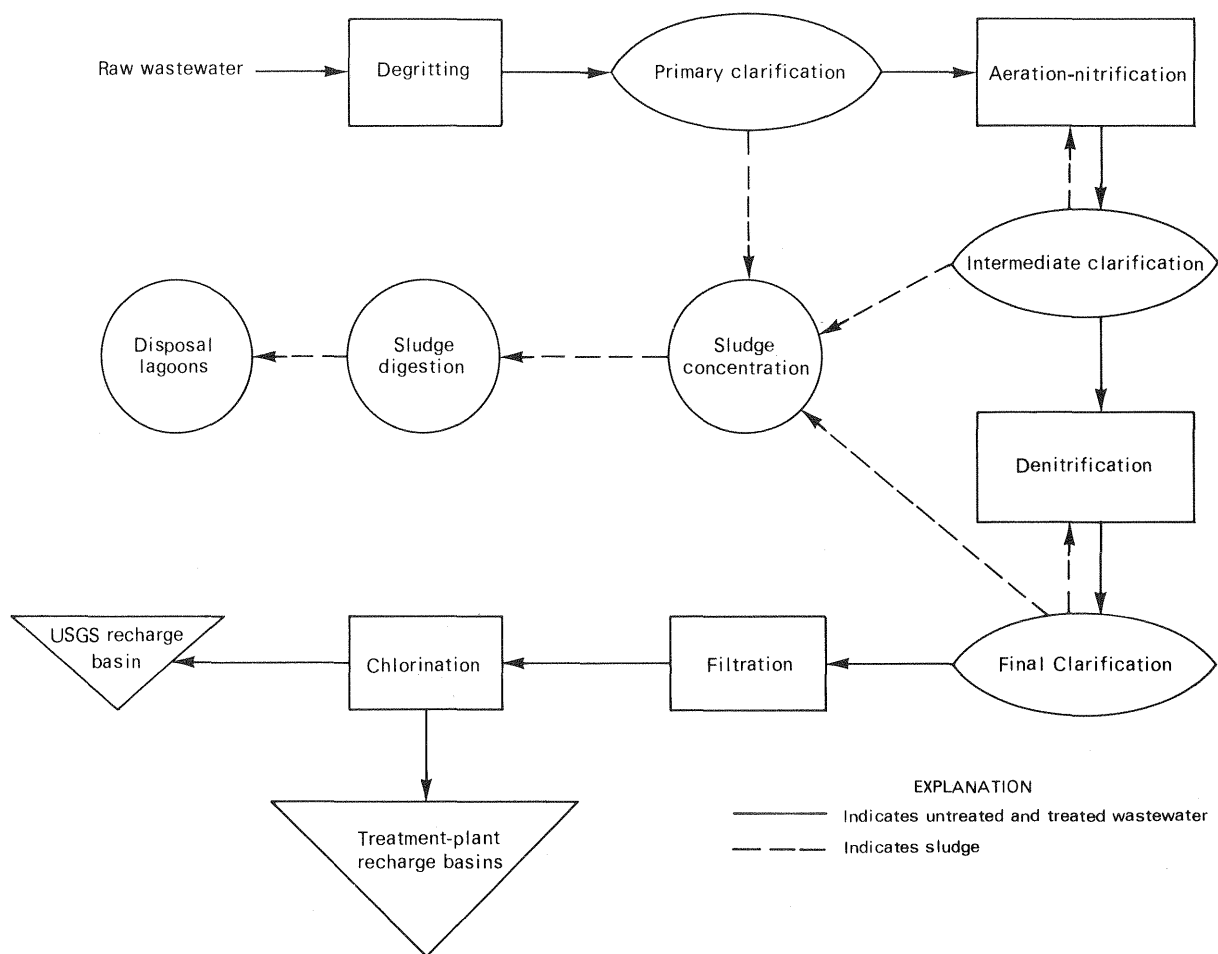 Raw wastewater
Degritting
Primary clarification
Aeration-nitrification
Intermediate clarification
Disposal
lagoons
Sludge
digestion
Sludge
concentration
Denitrification
USGS recharge
basin
Chlorination
Filtration
Final Clarification
Treatment-plant
recharge basins
EXPLANATION
Indicates untreated and treated wastewater
Indicates sludge